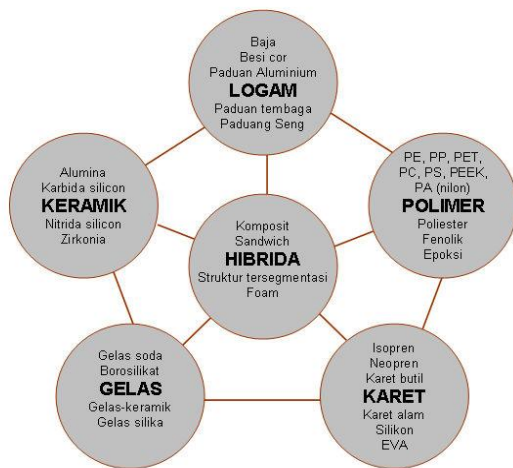 Baja
Besi cor
Paduan Aluminium
LOGAM
Paduan tembaga
Paduang Seng
Alumina
Karbida silicon
KERAMIK
Nitrida silicon
Zirkonia
PE, PP, PET,
PC, PS, PEEK,
PA (nilon)
POLIMER
Poliester
Fenolik
Epoksi
Komposit
Sandwich
HIBRIDA
Struktur tersegmentasi
Foam
Gelas soda
Borosilikat
GELAS
Gelas-keramik
Gelas silika
Isopren
Neopren
Karet butil
KARET
Karet alam
Silikon
EVA